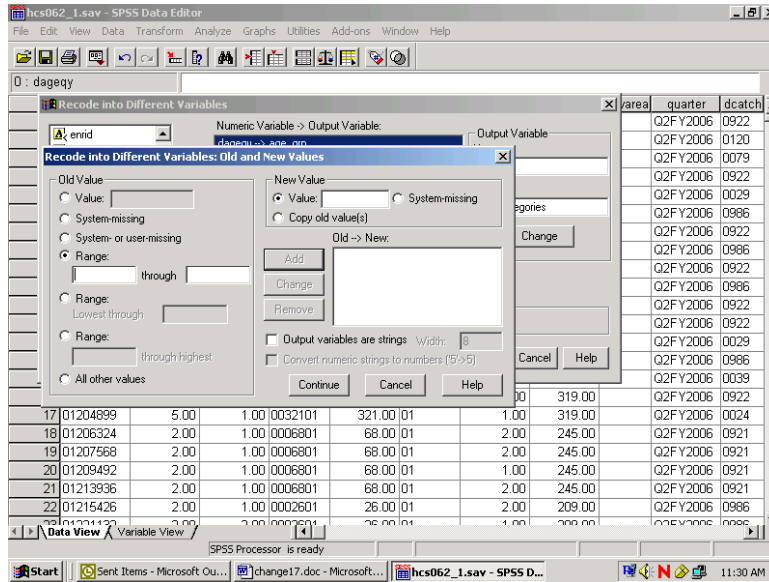 hcs062_1.sav - SPSS Data Editor
File Edit View Data Transform Analyze Graphs Utilities Add-ons Window Help
0 : dageqy
Recode into Different Variables
varea quarter dcatch
enrid
Numeric Variable -> Output Variable:
Output Variable
dageqy --> age_grp
Recode into Different Variables: Old and New Values
Old Value
Value:
System-missing
System- or user-missing
Range:
through
Range:
Lowest through
Range:
through highest
All other values
New Value
Value:
System-missing
Copy old value(s)
Old --> New:
Add
Change
Remove
Output variables are strings Width: 8
Convert numeric strings to numbers ('5'->5)
Continue Cancel Help
egories
Change
Cancel Help
Q2FY2006 0922
Q2FY2006 0120
Q2FY2006 0079
Q2FY2006 0922
Q2FY2006 0029
Q2FY2006 0986
Q2FY2006 0922
Q2FY2006 0986
Q2FY2006 0922
Q2FY2006 0986
Q2FY2006 0922
Q2FY2006 0922
Q2FY2006 0029
Q2FY2006 0986
Q2FY2006 0039
00 319.00 Q2FY2006 0922
17 01204899 5.00 1.00 0032101 321.00 01 1.00 319.00 Q2FY2006 0024
18 01206324 2.00 1.00 0006801 68.00 01 2.00 245.00 Q2FY2006 0921
19 01207568 2.00 1.00 0006801 68.00 01 2.00 245.00 Q2FY2006 0921
20 01209492 2.00 1.00 0006801 68.00 01 1.00 245.00 Q2FY2006 0921
21 01213936 2.00 1.00 0006801 68.00 01 2.00 245.00 Q2FY2006 0921
22 01215426 2.00 1.00 0002601 26.00 01 2.00 209.00 Q2FY2006 0986
Data View Variable View
SPSS Processor is ready
Start Sent Items - Microsoft Ou... change17.doc - Microsoft... hcs062_1.sav - SPSS D... 11:30 AM